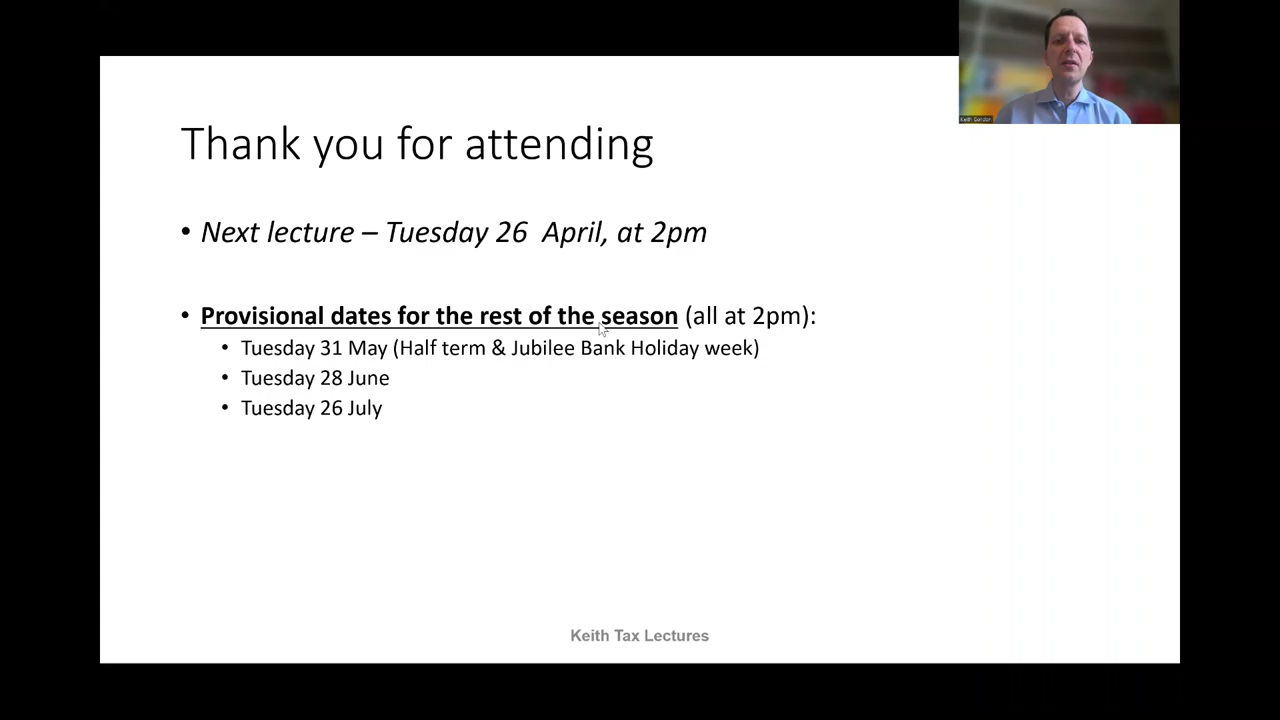 Keith Gordon
Thank you for attending
• Next lecture – Tuesday 26  April, at 2pm
• Provisional dates for the rest of the season (all at 2pm):
• Tuesday 31 May (Half term & Jubilee Bank Holiday week)
• Tuesday 28 June
• Tuesday 26 July
Keith Tax Lectures